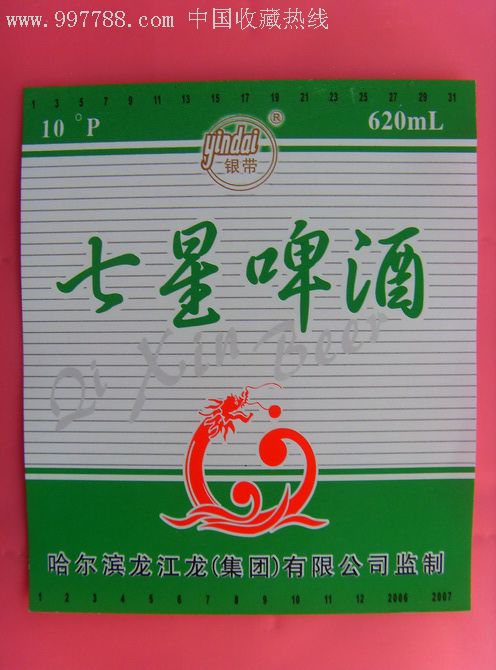 www.997788.com 中国收藏热线
1 3 5 7 9 11 13 15 17 19 21 23 25 27 29 31
10 °P
620mL
yindai ®
银带
七星啤酒
Qi Xin Beer
哈尔滨龙江龙(集团)有限公司监制
1 2 3 4 5 6 7 8 9 10 11 12 2006 2007